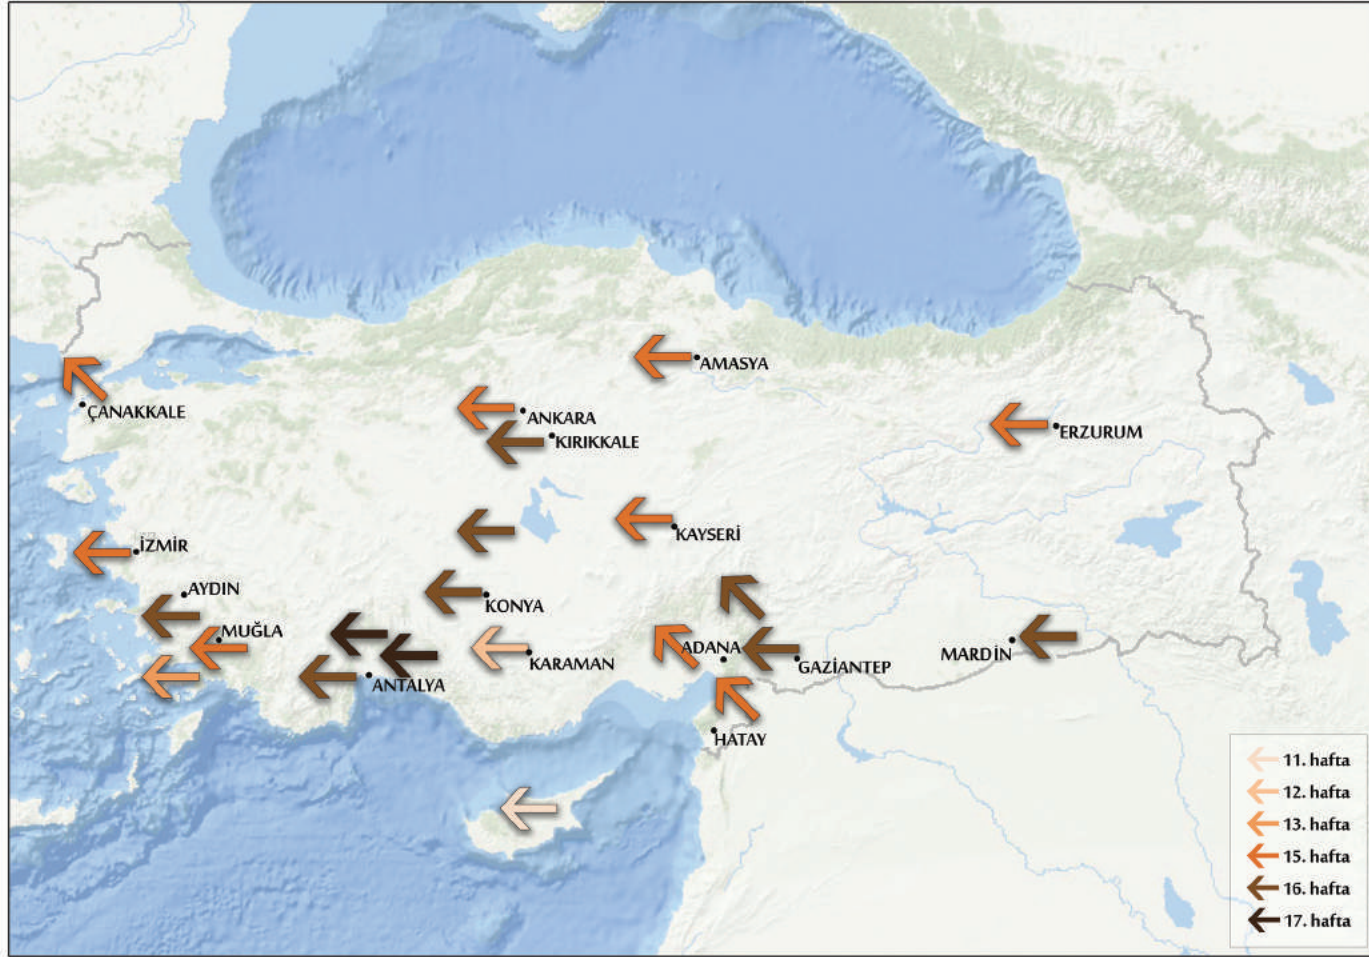 AMASYA
ÇANAKKALE
ANKARA
KIRIKKALE
ERZURUM
KAYSERİ
İZMİR
AYDIN
KONYA
MUĞLA
KARAMAN
ADANA
GAZİANTEP
MARDİN
ANTALYA
HATAY
11. hafta
12. hafta
13. hafta
15. hafta
16. hafta
17. hafta